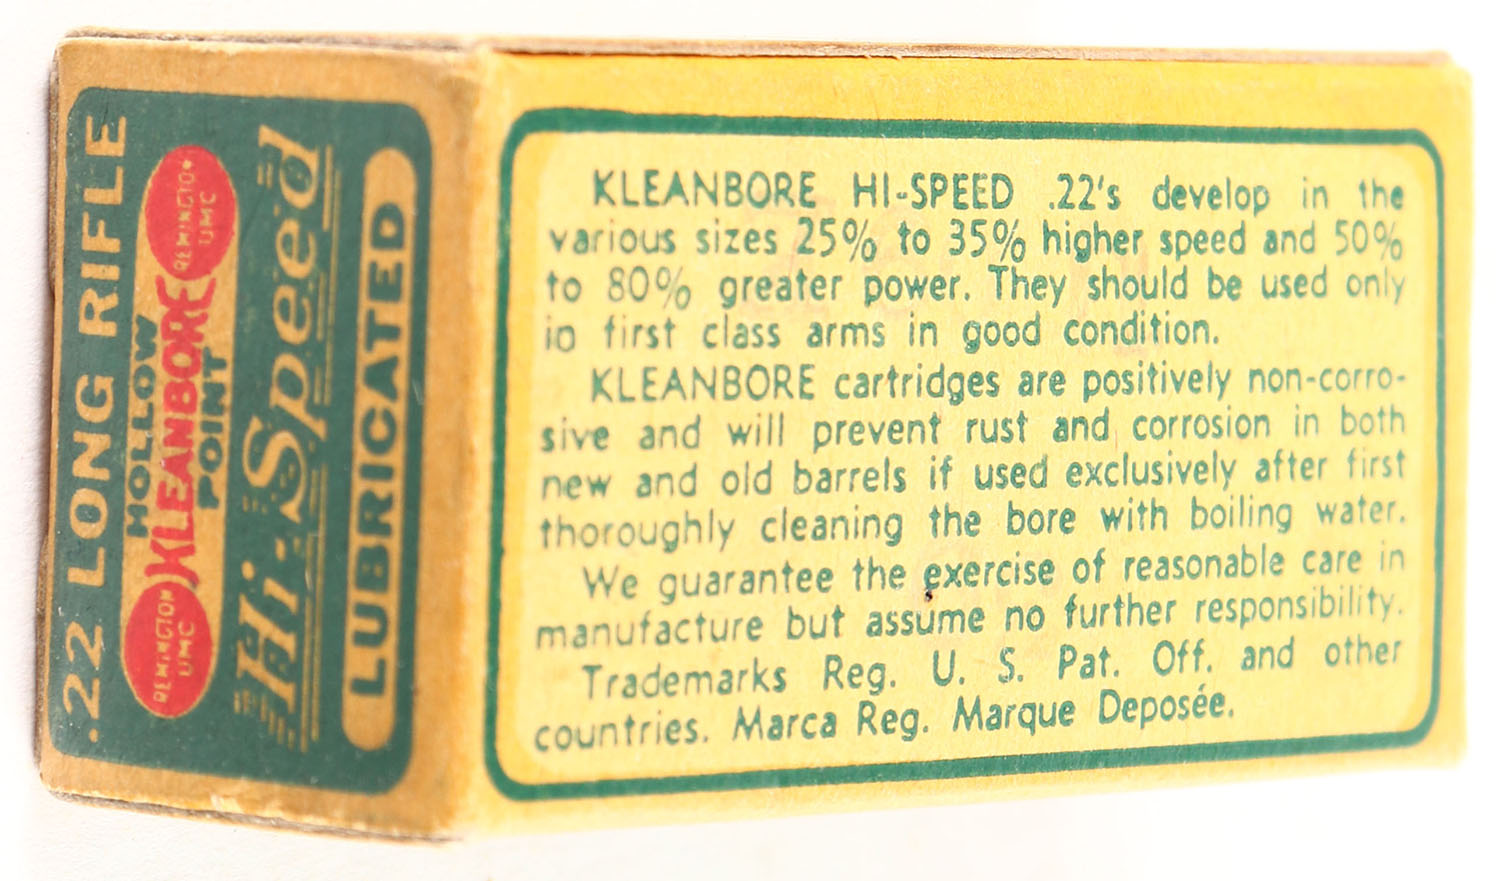 .22 LONG RIFLE
HOLLOW
REMINGTON
UMC
KLEANBORE
REMINGTON
UMC
POINT
Hi-Speed
LUBRICATED
KLEANBORE HI-SPEED .22's develop in the
various sizes 25% to 35% higher speed and 50%
to 80% greater power. They should be used only
in first class arms in good condition.
KLEANBORE cartridges are positively non-corro-
sive and will prevent rust and corrosion in both
new and old barrels if used exclusively after first
thoroughly cleaning the bore with boiling water.
We guarantee the exercise of reasonable care in
manufacture but assume no further responsibility.
Trademarks Reg. U. S. Pat. Off. and other
countries. Marca Reg. Marque Deposée.